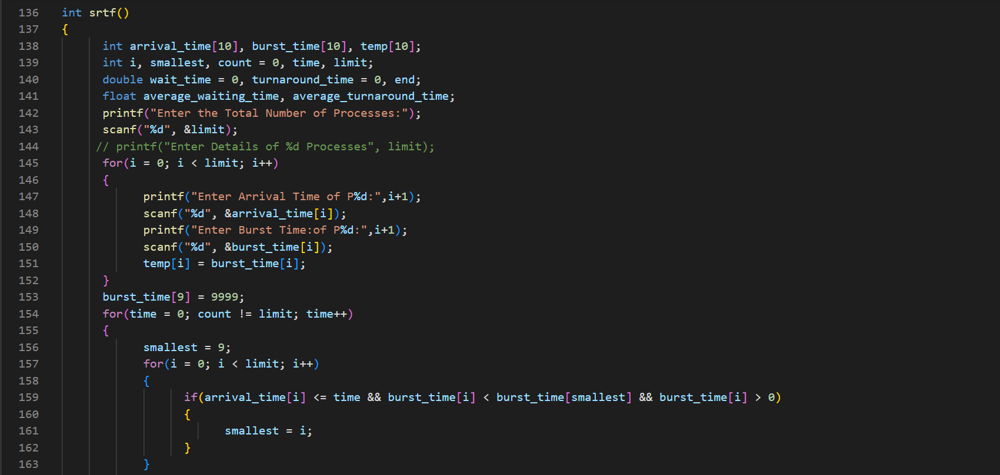 136 int srtf()
137 {
138 int arrival_time[10], burst_time[10], temp[10];
139 int i, smallest, count = 0, time, limit;
140 double wait_time = 0, turnaround_time = 0, end;
141 float average_waiting_time, average_turnaround_time;
142 printf("Enter the Total Number of Processes:");
143 scanf("%d", &limit);
144 // printf("Enter Details of %d Processes", limit);
145 for(i = 0; i < limit; i++)
146 {
147 printf("Enter Arrival Time of P%d:",i+1);
148 scanf("%d", &arrival_time[i]);
149 printf("Enter Burst Time:of P%d:",i+1);
150 scanf("%d", &burst_time[i]);
151 temp[i] = burst_time[i];
152 }
153 burst_time[9] = 9999;
154 for(time = 0; count != limit; time++)
155 {
156 smallest = 9;
157 for(i = 0; i < limit; i++)
158 {
159 if(arrival_time[i] <= time && burst_time[i] < burst_time[smallest] && burst_time[i] > 0)
160 {
161 smallest = i;
162 }
163 }